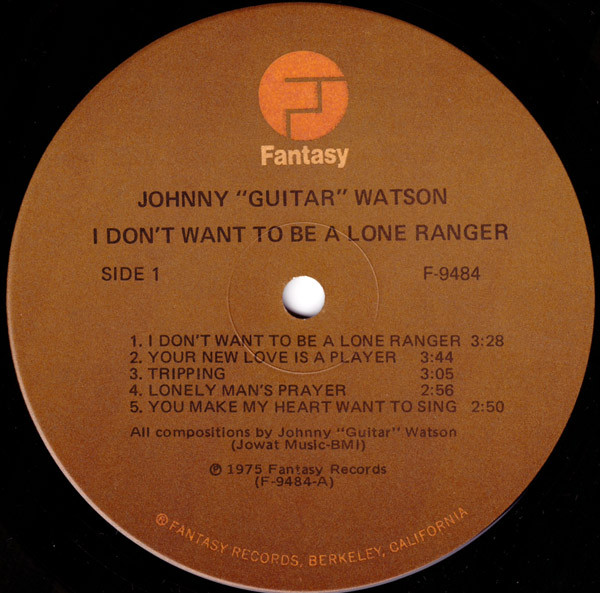 Fantasy
JOHNNY "GUITAR" WATSON
I DON'T WANT TO BE A LONE RANGER
SIDE 1 F-9484
1. I DON'T WANT TO BE A LONE RANGER 3:28
2. YOUR NEW LOVE IS A PLAYER 3:44
3. TRIPPING 3:05
4. LONELY MAN'S PRAYER 2:56
5. YOU MAKE MY HEART WANT TO SING 2:50
All compositions by Johnny "Guitar" Watson
(Jowat Music-BMI)
℗ 1975 Fantasy Records
(F-9484-A)
® FANTASY RECORDS, BERKELEY, CALIFORNIA